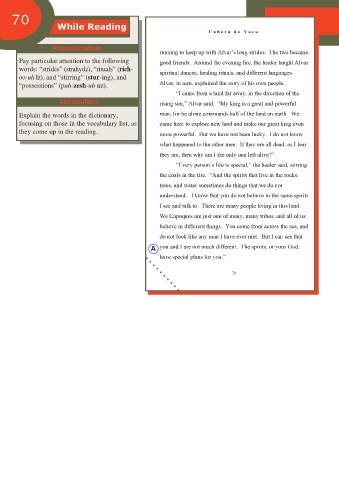 70
While Reading
Pronunciation
Pay particular attention to the following
words: “strides” (strahydz), “rituals” (rich-
oo-uh lz), and “stirring” (stur-ing), and
“possessions” (puh-zesh-uh nz).
Vocabulary
Explain the words in the dictionary,
focusing on those in the vocabulary list, as
they come up in the reading.
Cabeza de Vaca
running to keep up with Alvar’s long strides. The two became
good friends. Around the evening fire, the healer taught Alvar
spiritual dances, healing rituals, and different languages.
Alvar, in turn, explained the story of his own people.
“I come from a land far away, in the direction of the
rising sun,” Alvar said. “My king is a great and powerful
man, for he alone commands half of the land on earth. We
came here to explore new land and make our great king even
more powerful. But we have not been lucky. I do not know
what happened to the other men. If they are all dead, as I fear
they are, then why am I the only one left alive?”
“Every person’s life is special,” the healer said, stirring
the coals in the fire. “And the spirits that live in the rocks,
trees, and water sometimes do things that we do not
understand. I know that you do not believe in the same spirits
I see and talk to. There are many people living in this land.
We Capoques are just one of many, many tribes, and all of us
believe in different things. You come from across the sea, and
do not look like any man I have ever met. But I can see that
A you and I are not much different. The spirits, or your God,
have special plans for you.”